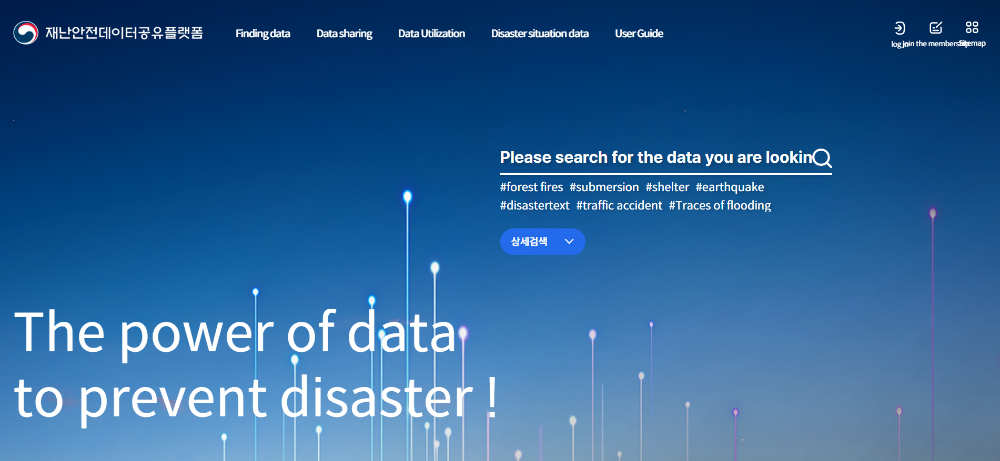 재난안전데이터공유플랫폼
Finding data
Data sharing
Data Utilization
Disaster situation data
User Guide
log in
join the membership
Sitemap
Please search for the data you are lookin
#forest fires #submersion #shelter #earthquake
#disastertext #traffic accident #Traces of flooding
상세검색
The power of data
to prevent disaster !